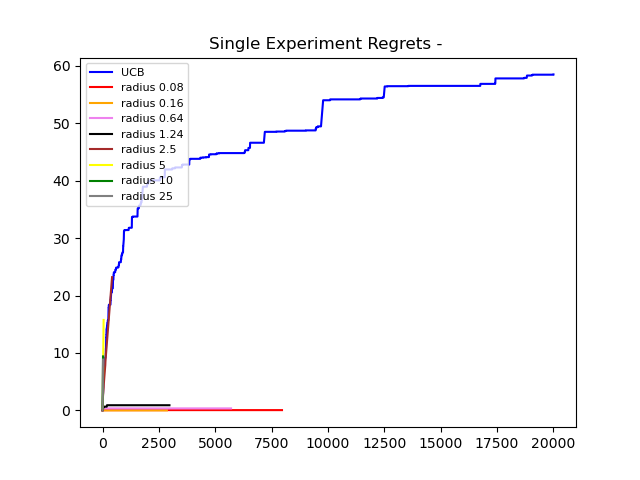 Single Experiment Regrets -
60
50
40
30
20
10
0
UCB
radius 0.08
radius 0.16
radius 0.64
radius 1.24
radius 2.5
radius 5
radius 10
radius 25
0 2500 5000 7500 10000 12500 15000 17500 20000